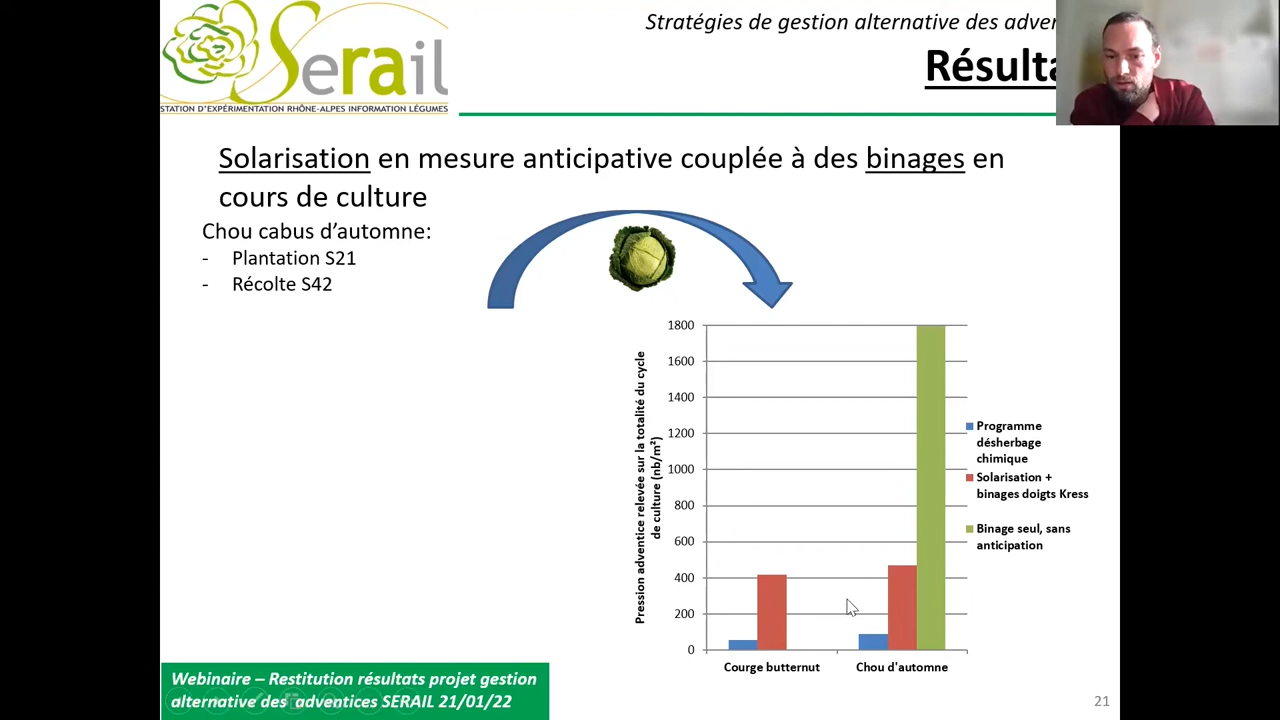 Stratégies de gestion alternative des
Serail
STATION D'EXPÉRIMENTATION RHÔNE-ALPES INFORMATION LÉGUMES
Solarisation en mesure anticipative couplée à des binages en
cours de culture
Chou cabus d'automne:
- Plantation S21
- Récolte S42
Pression adventice relevée sur la totalité du cycle
de culture (nb/m²)
1800
1600
1400
1200
1000
800
600
400
200
0
Courge butternut
Chou d'automne
Programme
désherbage
chimique
Solarisation +
binages doigts Kress
Binage seul, sans
anticipation
Webinaire – Restitution résultats projet gestion
alternative des adventices SERAIL 21/01/22
21